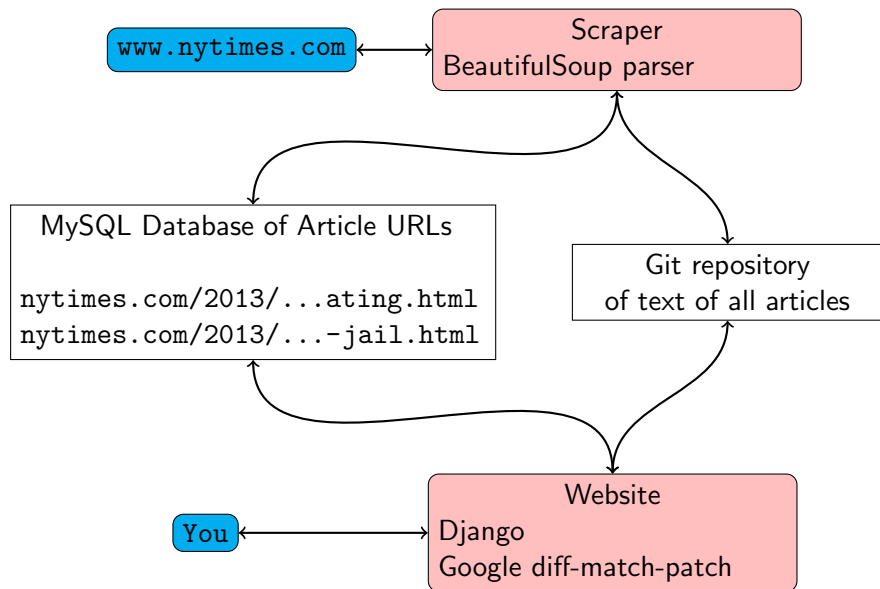 www.nytimes.com
Scraper
BeautifulSoup parser
MySQL Database of Article URLs
nytimes.com/2013/...ating.html
nytimes.com/2013/...-jail.html
Git repository
of text of all articles
Website
Django
Google diff-match-patch
You